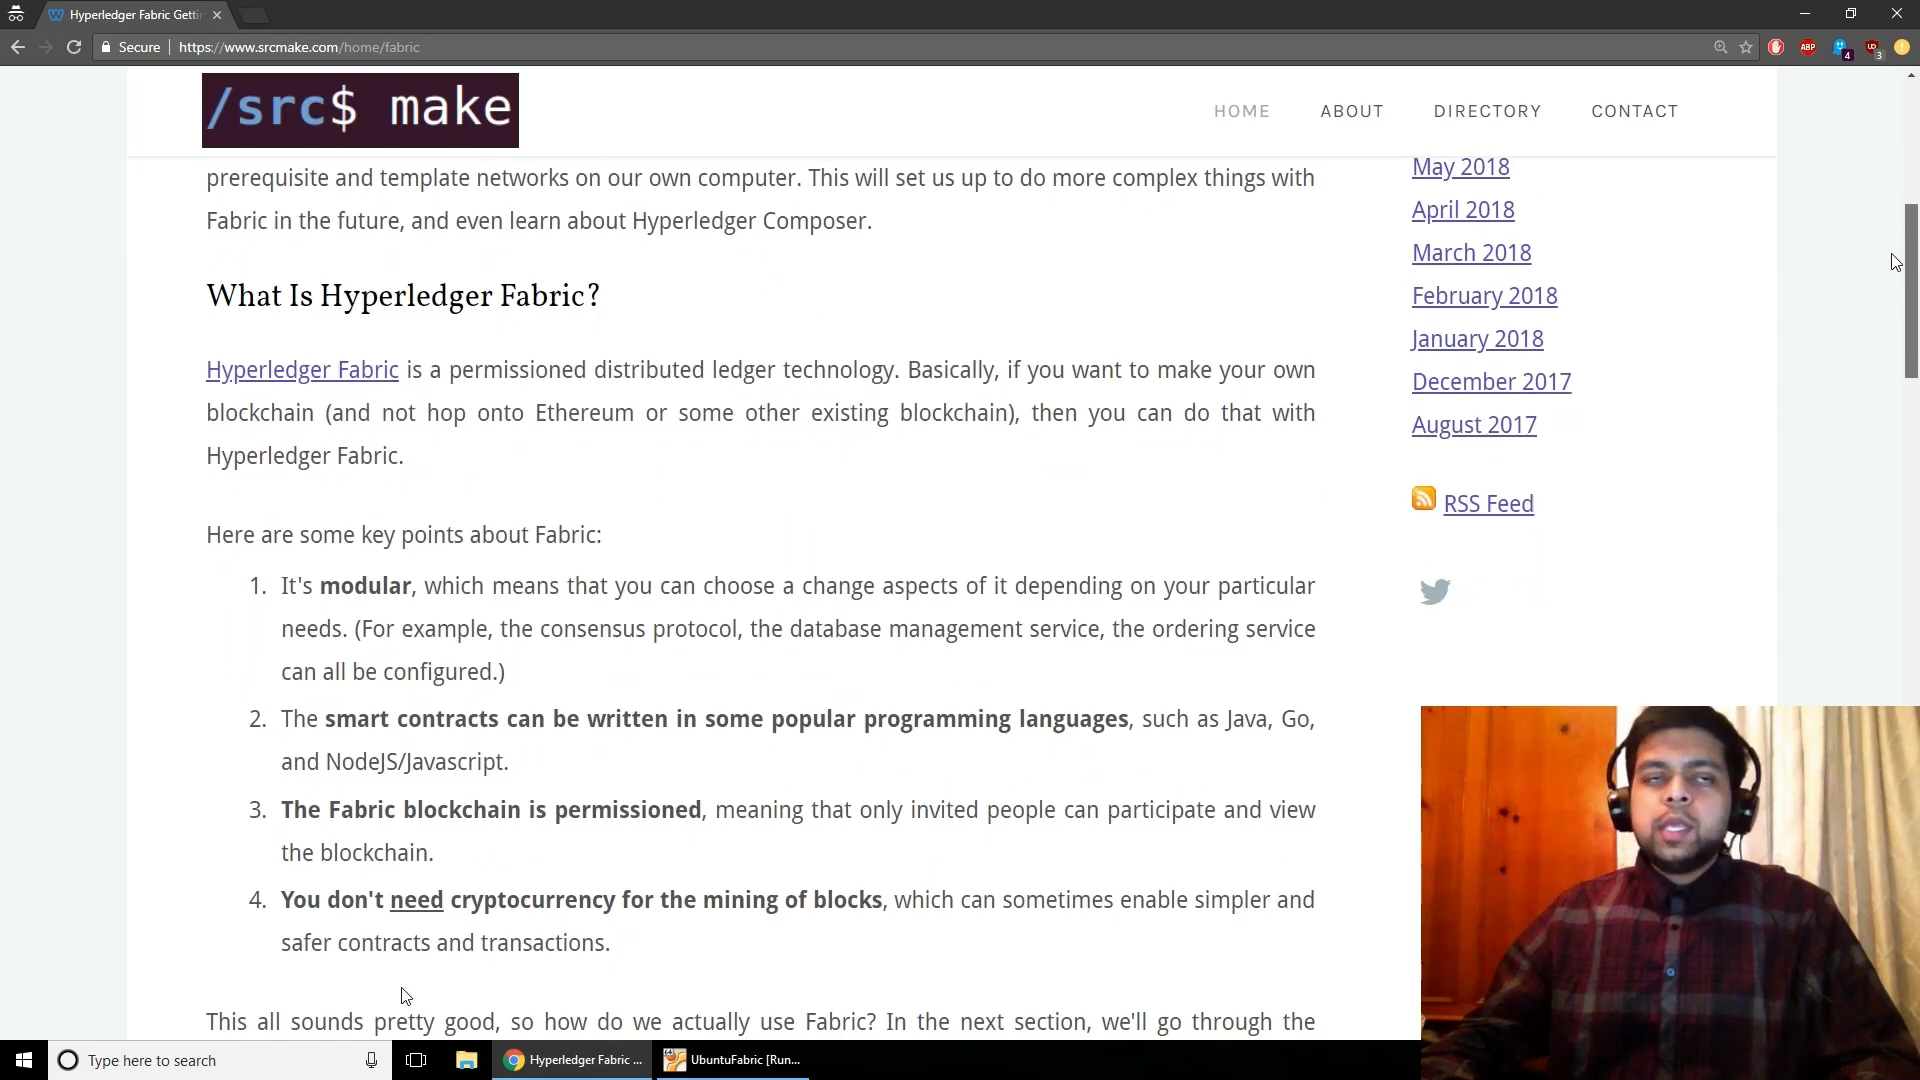 Hyperledger Fabric Getti
Secure https://www.srcmake.com/home/fabric
ABP
4
3
/src$ make
HOME ABOUT DIRECTORY CONTACT
prerequisite and template networks on our own computer. This will set us up to do more complex things with
Fabric in the future, and even learn about Hyperledger Composer.
What Is Hyperledger Fabric?
Hyperledger Fabric is a permissioned distributed ledger technology. Basically, if you want to make your own
blockchain (and not hop onto Ethereum or some other existing blockchain), then you can do that with
Hyperledger Fabric.
Here are some key points about Fabric:
1. It's modular, which means that you can choose a change aspects of it depending on your particular
needs. (For example, the consensus protocol, the database management service, the ordering service
can all be configured.)
2. The smart contracts can be written in some popular programming languages, such as Java, Go,
and NodeJS/Javascript.
3. The Fabric blockchain is permissioned, meaning that only invited people can participate and view
the blockchain.
4. You don't need cryptocurrency for the mining of blocks, which can sometimes enable simpler and
safer contracts and transactions.
This all sounds pretty good, so how do we actually use Fabric? In the next section, we'll go through the
May 2018
April 2018
March 2018
February 2018
January 2018
December 2017
August 2017
RSS Feed
Type here to search
Hyperledger Fabric ...
UbuntuFabric [Run...